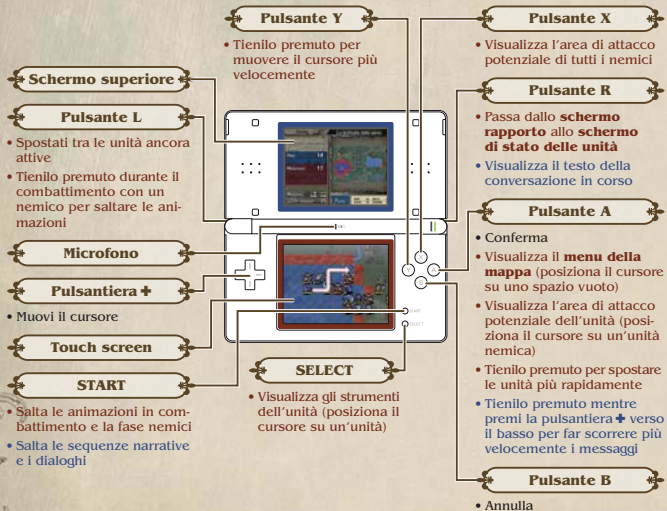 Pulsante Y
• Tienilo premuto per
muovere il cursore più
velocemente
Pulsante X
• Visualizza l'area di attacco
potenziale di tutti i nemici
Schermo superiore
Pulsante L
• Spostati tra le unità ancora
attive
• Tienilo premuto durante il
combattimento con un
nemico per saltare le ani-
mazioni
Microfono
Pulsantiera ✚
• Muovi il cursore
Touch screen
START
• Salta le animazioni in com-
battimento e la fase nemici
• Salta le sequenze narrative
e i dialoghi
SELECT
• Visualizza gli strumenti
dell'unità (posiziona il
cursore su un'unità)
Pulsante R
• Passa dallo schermo
rapporto allo schermo
di stato delle unità
• Visualizza il testo della
conversazione in corso
Pulsante A
• Conferma
• Visualizza il menu della
mappa (posiziona il cursore
su uno spazio vuoto)
• Visualizza l'area di attacco
potenziale dell'unità (posi-
ziona il cursore su un'unità
nemica)
• Tienilo premuto per spostare
le unità più rapidamente
• Tienilo premuto mentre
premi la pulsantiera ✚ verso
il basso per far scorrere più
velocemente i messaggi
Pulsante B
• Annulla
X
Y
A
B
START
SELECT